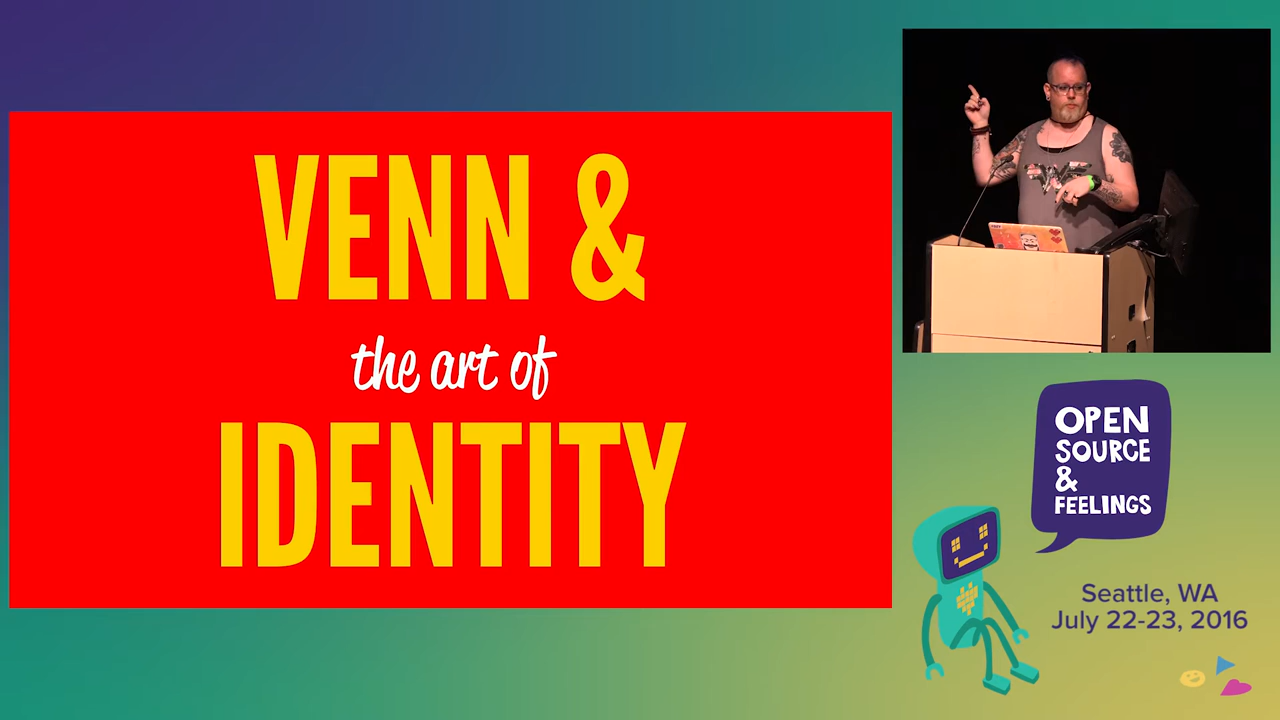 VENN &
the art of
IDENTITY
OPEN
SOURCE
&
FEELINGS
Seattle, WA
July 22-23, 2016